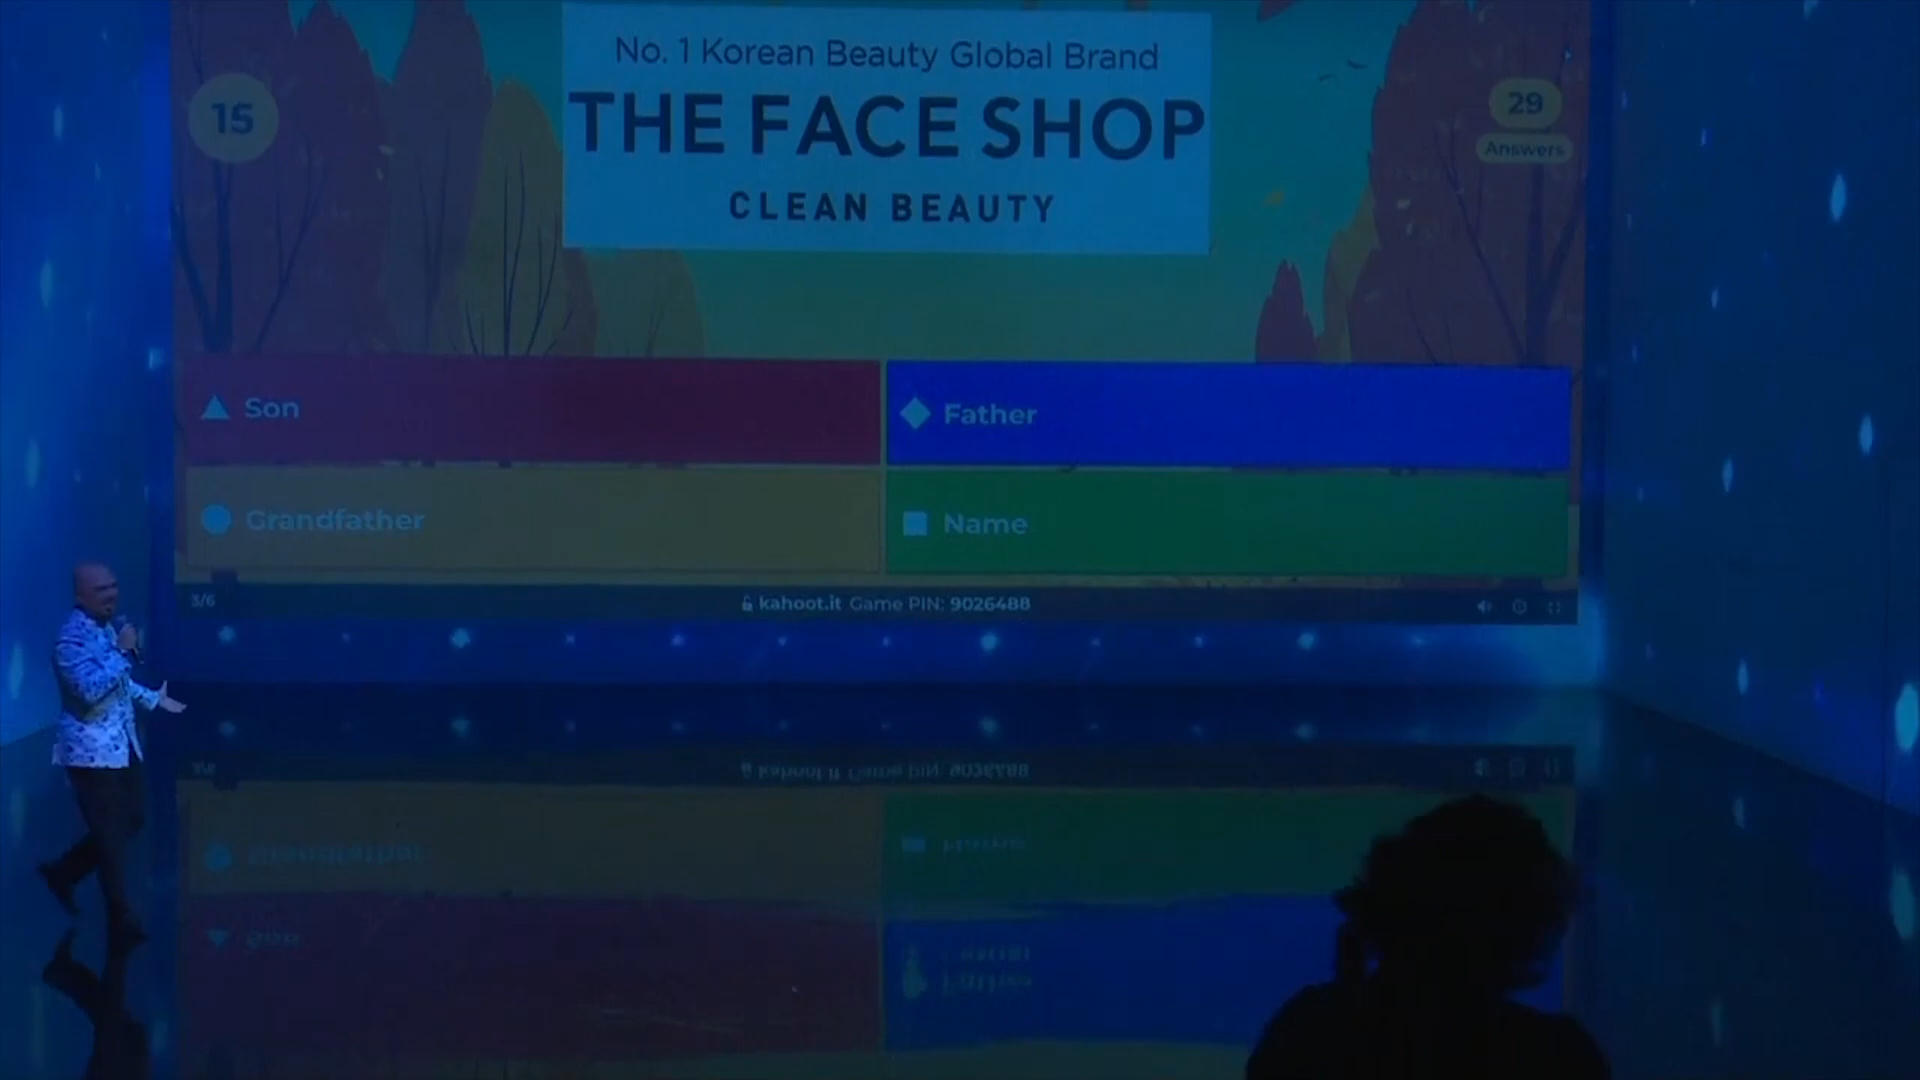 No. 1 Korean Beauty Global Brand
THE FACE SHOP
CLEAN BEAUTY
15
29
Answers
Son
Father
Grandfather
Name
3/6
kahoot.it Game PIN: 9026488